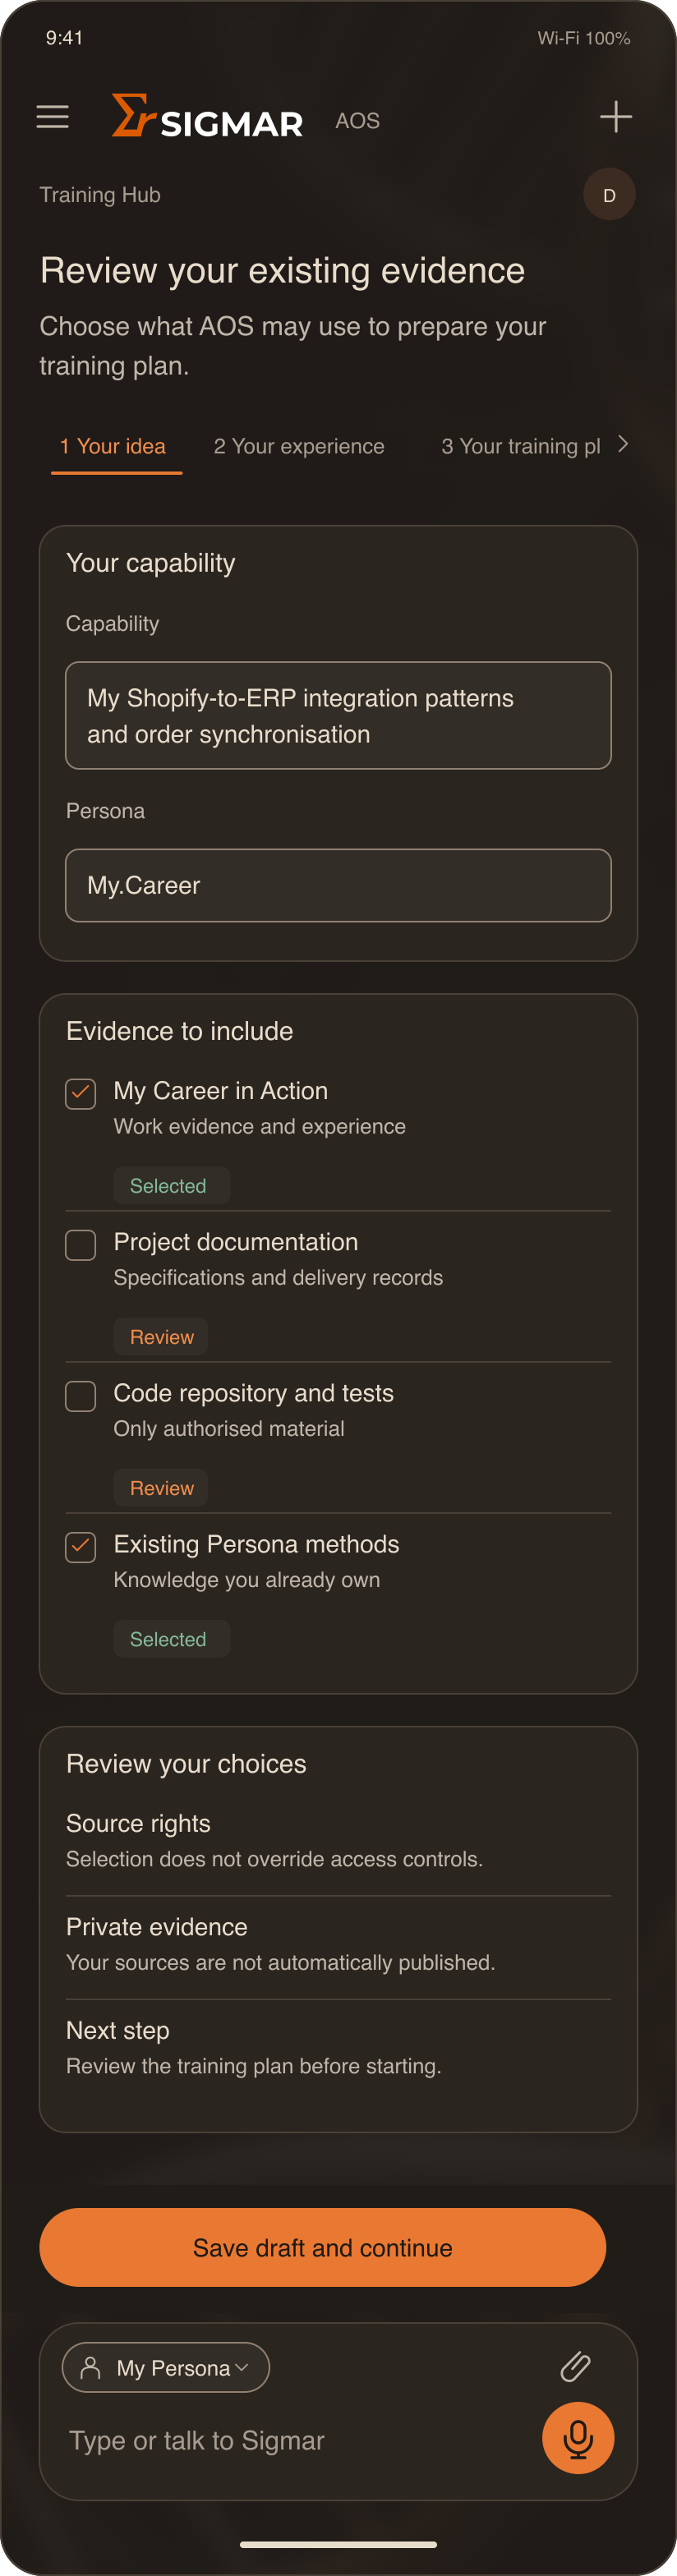 9:41
Wi-Fi 100%
Σr SIGMAR AOS
Training Hub
D
Review your existing evidence
Choose what AOS may use to prepare your
training plan.
1 Your idea
2 Your experience
3 Your training pl
Your capability
Capability
My Shopify-to-ERP integration patterns
and order synchronisation
Persona
My.Career
Evidence to include
My Career in Action
Work evidence and experience
Selected
Project documentation
Specifications and delivery records
Review
Code repository and tests
Only authorised material
Review
Existing Persona methods
Knowledge you already own
Selected
Review your choices
Source rights
Selection does not override access controls.
Private evidence
Your sources are not automatically published.
Next step
Review the training plan before starting.
Save draft and continue
My Persona
Type or talk to Sigmar